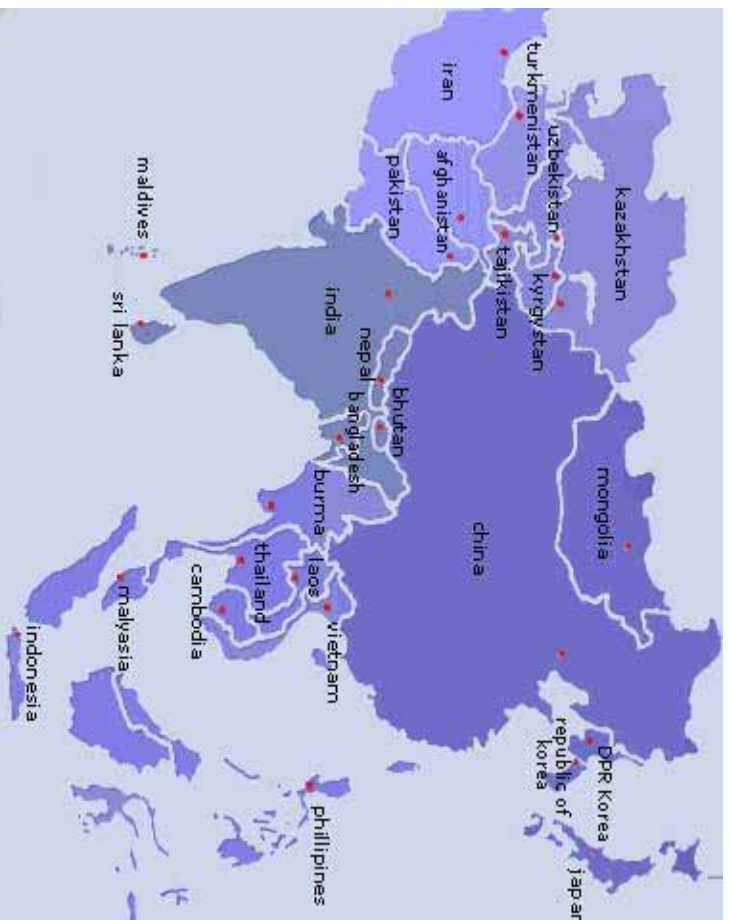 kazakhstan
mongolia
DPR Korea
japan
republic of
korea
uzbekistan
kyrgystan
turkmenistan
tajikistan
china
iran
afghanistan
bhutan
pakistan
nepal
bangladesh
india
vietnam
burma
phillipines
laos
thailand
cambodia
maldives
malyasia
sri lanka
indonesia